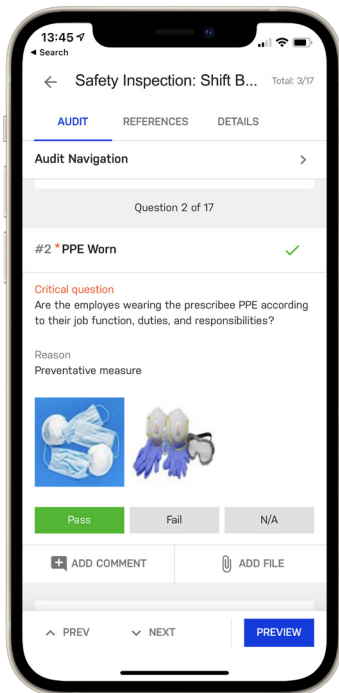 13:45
Search
Safety Inspection: Shift B... Total: 3/17
AUDIT REFERENCES DETAILS
Audit Navigation
Question 2 of 17
#2 *PPE Worn
Critical question
Are the employes wearing the prescribee PPE according
to their job function, duties, and responsibilities?
Reason
Preventative measure
Pass Fail N/A
ADD COMMENT ADD FILE
PREV NEXT PREVIEW